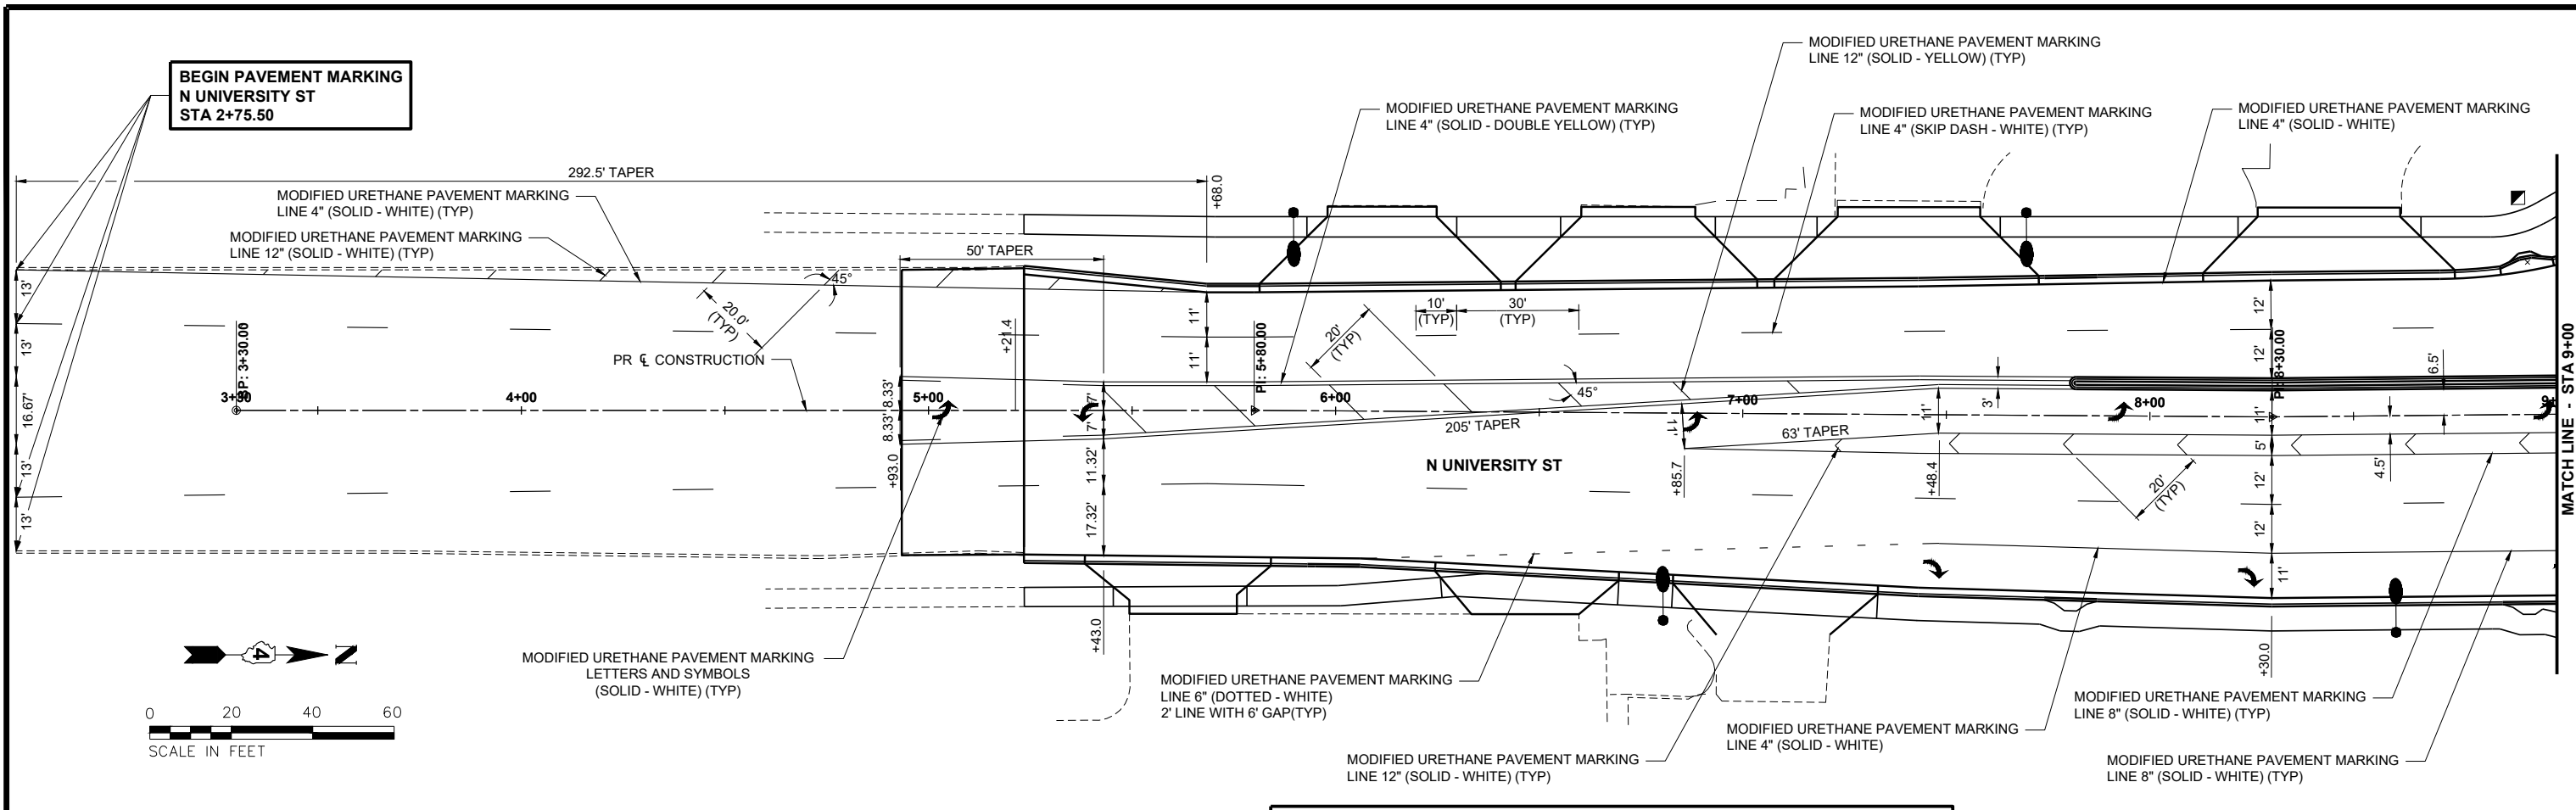 BEGIN PAVEMENT MARKING
N UNIVERSITY ST
STA 2+75.50
MODIFIED URETHANE PAVEMENT MARKING
LINE 12" (SOLID - YELLOW) (TYP)
MODIFIED URETHANE PAVEMENT MARKING
LINE 4" (SOLID - DOUBLE YELLOW) (TYP)
MODIFIED URETHANE PAVEMENT MARKING
LINE 4" (SKIP DASH - WHITE) (TYP)
MODIFIED URETHANE PAVEMENT MARKING
LINE 4" (SOLID - WHITE)
292.5' TAPER
+68.0
MODIFIED URETHANE PAVEMENT MARKING
LINE 4" (SOLID - WHITE) (TYP)
MODIFIED URETHANE PAVEMENT MARKING
LINE 12" (SOLID - WHITE) (TYP)
50' TAPER
45°
20.0'
(TYP)
13'
13'
16.67'
13'
13'
PR ℄ CONSTRUCTION
+21.4
11'
11'
10'
(TYP)
30'
(TYP)
20'
(TYP)
45°
12'
12'
6.5'
3+30.00
3+30
4+00
5+00
PI: 5+80.00
6+00
7+00
8+00
PI: 8+30.00
8.33'
8.33'
+93.0
7'
7'
11.32'
17.32'
+43.0
205' TAPER
11'
+85.7
63' TAPER
11'
3'
+48.4
11'
5'
12'
12'
11'
4.5'
+30.0
20'
(TYP)
N UNIVERSITY ST
MATCH LINE - STA 9+00
4
N
0 20 40 60
SCALE IN FEET
MODIFIED URETHANE PAVEMENT MARKING
LETTERS AND SYMBOLS
(SOLID - WHITE) (TYP)
MODIFIED URETHANE PAVEMENT MARKING
LINE 6" (DOTTED - WHITE)
2' LINE WITH 6' GAP(TYP)
MODIFIED URETHANE PAVEMENT MARKING
LINE 12" (SOLID - WHITE) (TYP)
MODIFIED URETHANE PAVEMENT MARKING
LINE 4" (SOLID - WHITE)
MODIFIED URETHANE PAVEMENT MARKING
LINE 8" (SOLID - WHITE) (TYP)
MODIFIED URETHANE PAVEMENT MARKING
LINE 8" (SOLID - WHITE) (TYP)